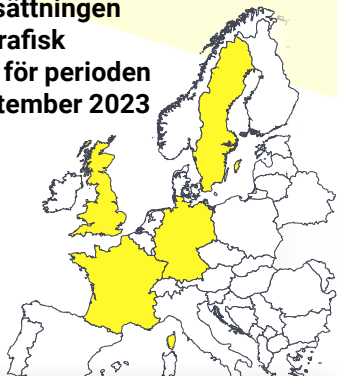 sättningen
rafisk
för perioden
tember 2023